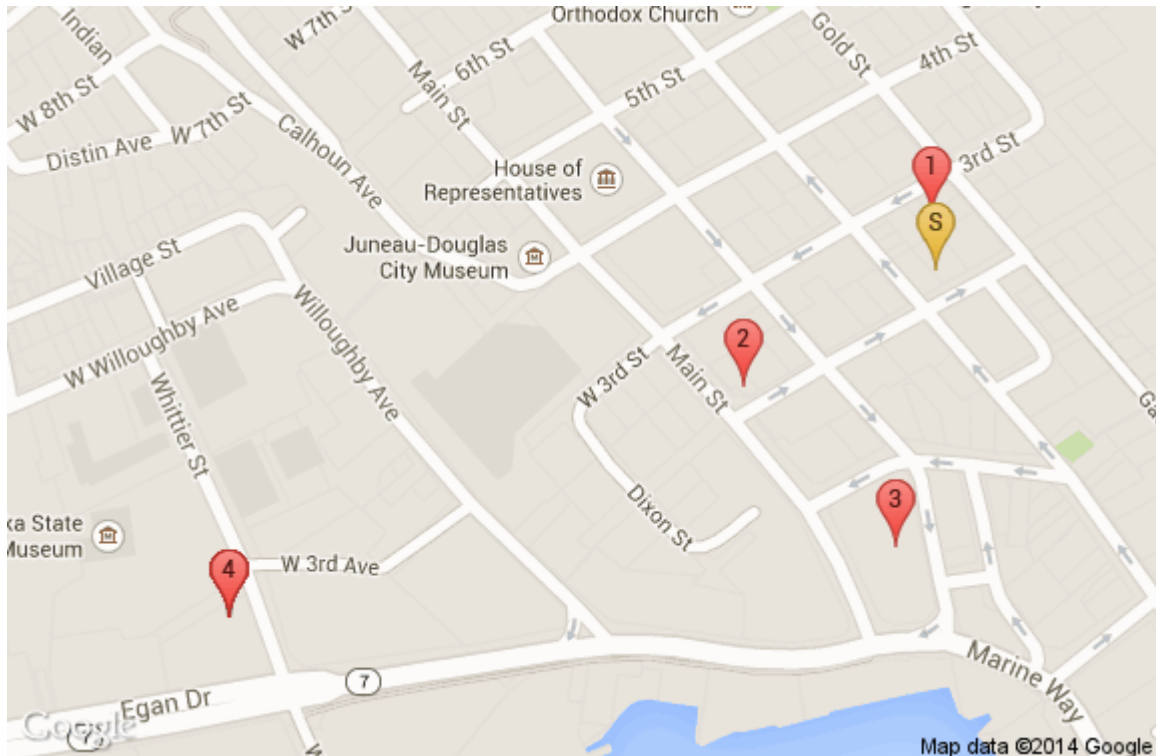 Orthodox Church
Indian
W 7th St
6th St
Gold St
4th St
Main St
W 8th St
W 7th St
5th St
Distin Ave
Calhoun Ave
House of
Representatives
1
3rd St
S
Juneau-Douglas
City Museum
Village St
W Willoughby Ave
Willoughby Ave
2
W 3rd St
Main St
Ga
Whittier St
Dixon St
3
ka State
Museum
4
W 3rd Ave
Marine Way
7
Egan Dr
Google
7
W
Map data ©2014 Google